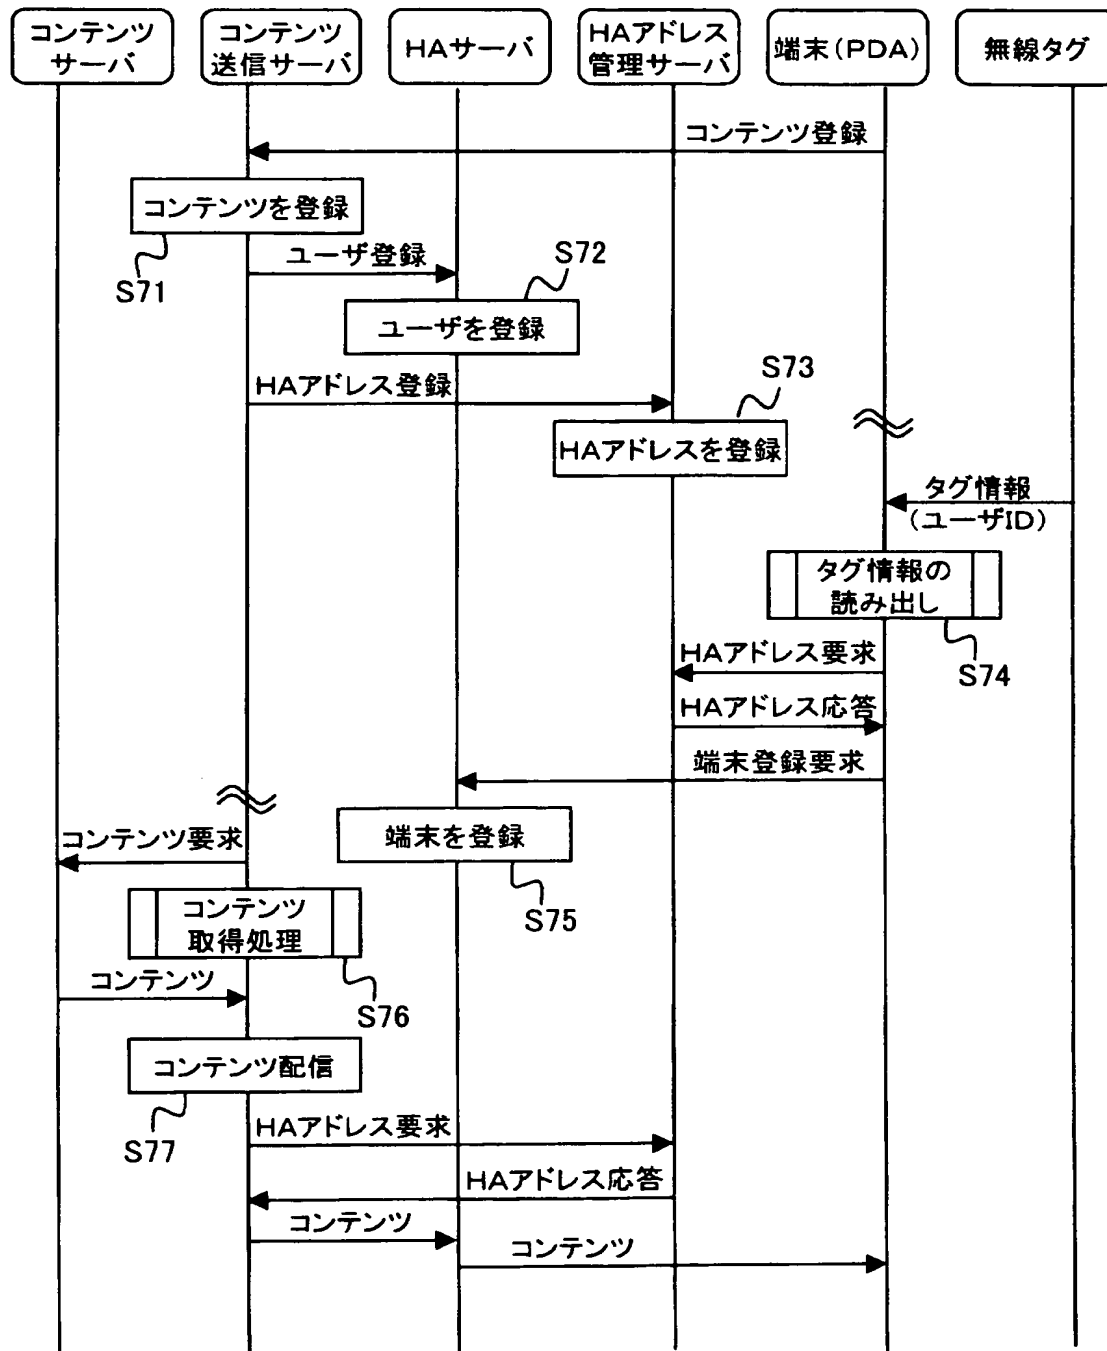 コンテンツ
サーバ
コンテンツ
送信サーバ
HAサーバ
HAアドレス
管理サーバ
端末(PDA)
無線タグ
コンテンツ登録
コンテンツを登録
S71
ユーザ登録
S72
ユーザを登録
HAアドレス登録
S73
HAアドレスを登録
タグ情報
(ユーザID)
タグ情報の
読み出し
S74
HAアドレス要求
HAアドレス応答
端末登録要求
端末を登録
S75
コンテンツ要求
コンテンツ
取得処理
S76
コンテンツ
コンテンツ配信
S77
HAアドレス要求
HAアドレス応答
コンテンツ
コンテンツ